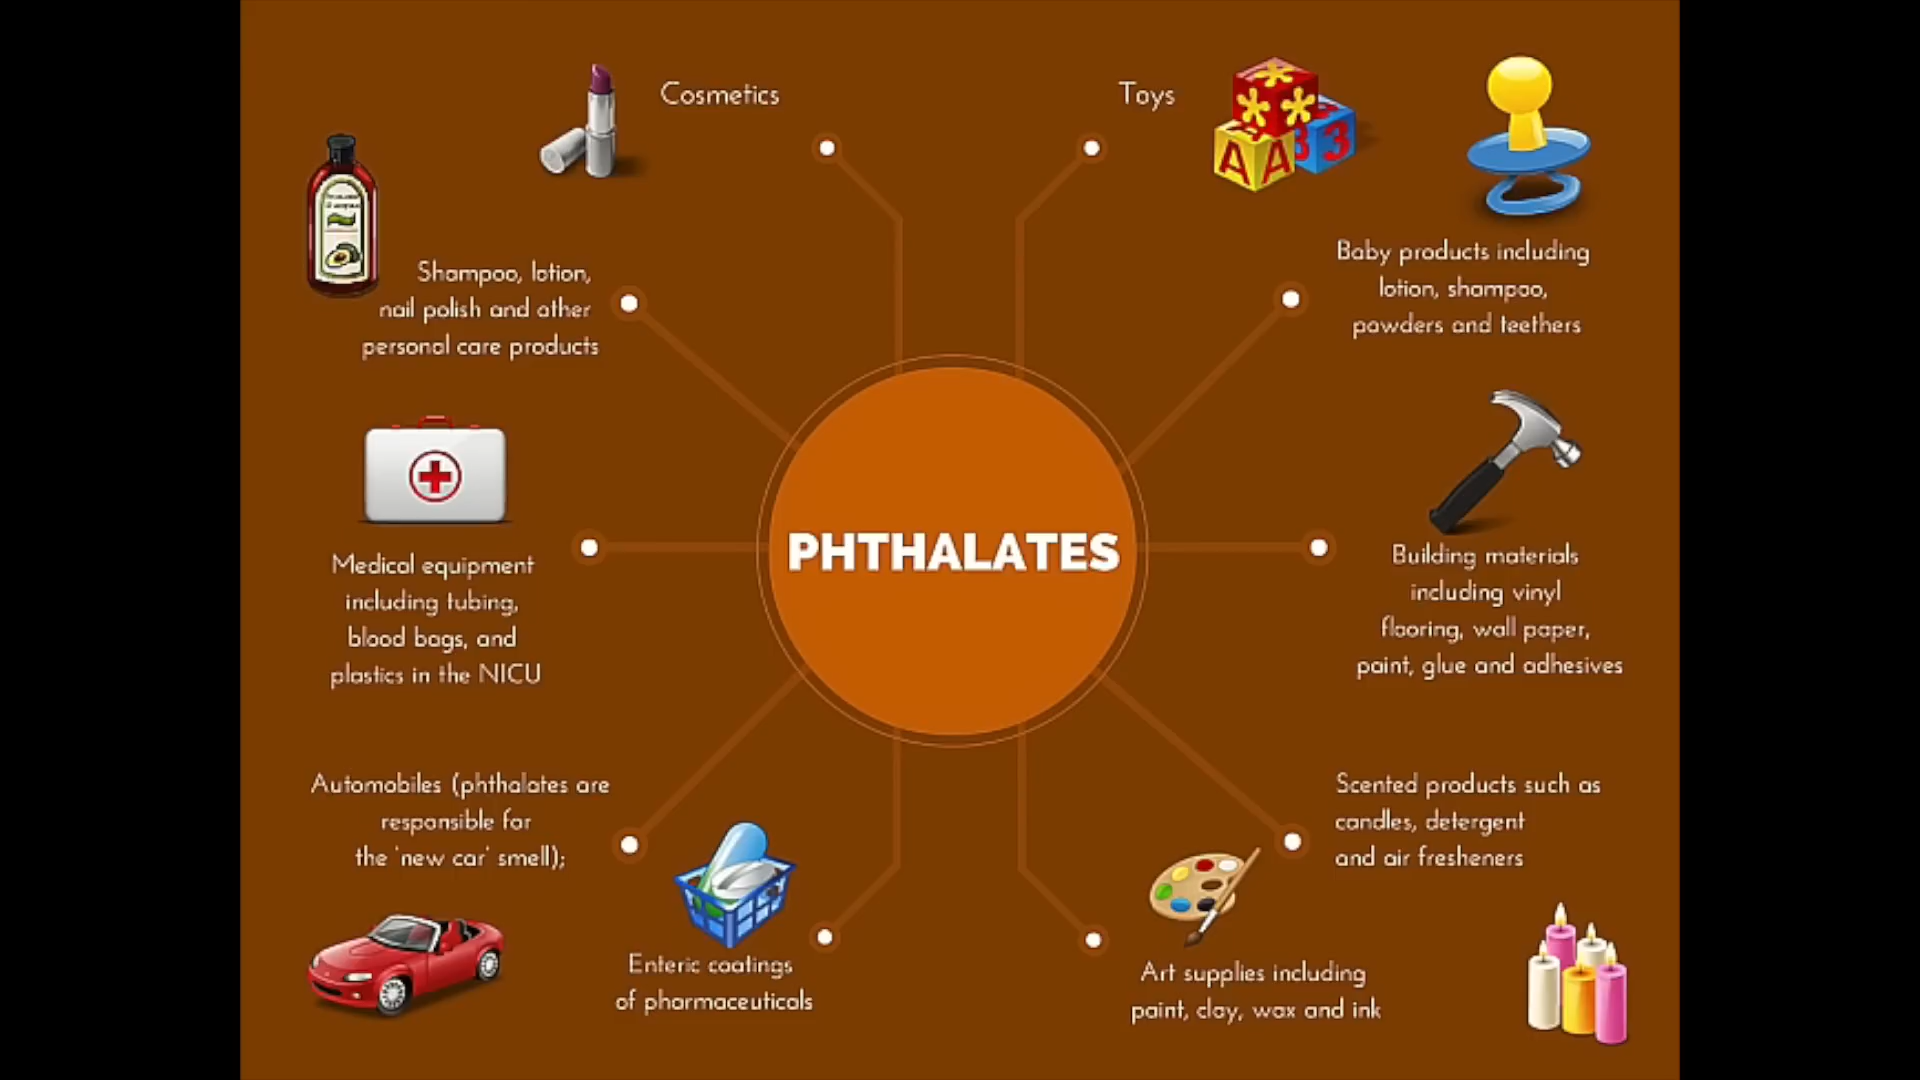 Cosmetics
Toys
Shampoo, lotion,
nail polish and other
personal care products
Baby products including
lotion, shampoo,
powders and teethers
PHTHALATES
Medical equipment
including tubing,
blood bags, and
plastics in the NICU
Building materials
including vinyl
flooring, wall paper,
paint, glue and adhesives
Automobiles (phthalates are
responsible for
the 'new car' smell);
Scented products such as
candles, detergent
and air fresheners
Enteric coatings
of pharmaceuticals
Art supplies including
paint, clay, wax and ink
A
A
B
3